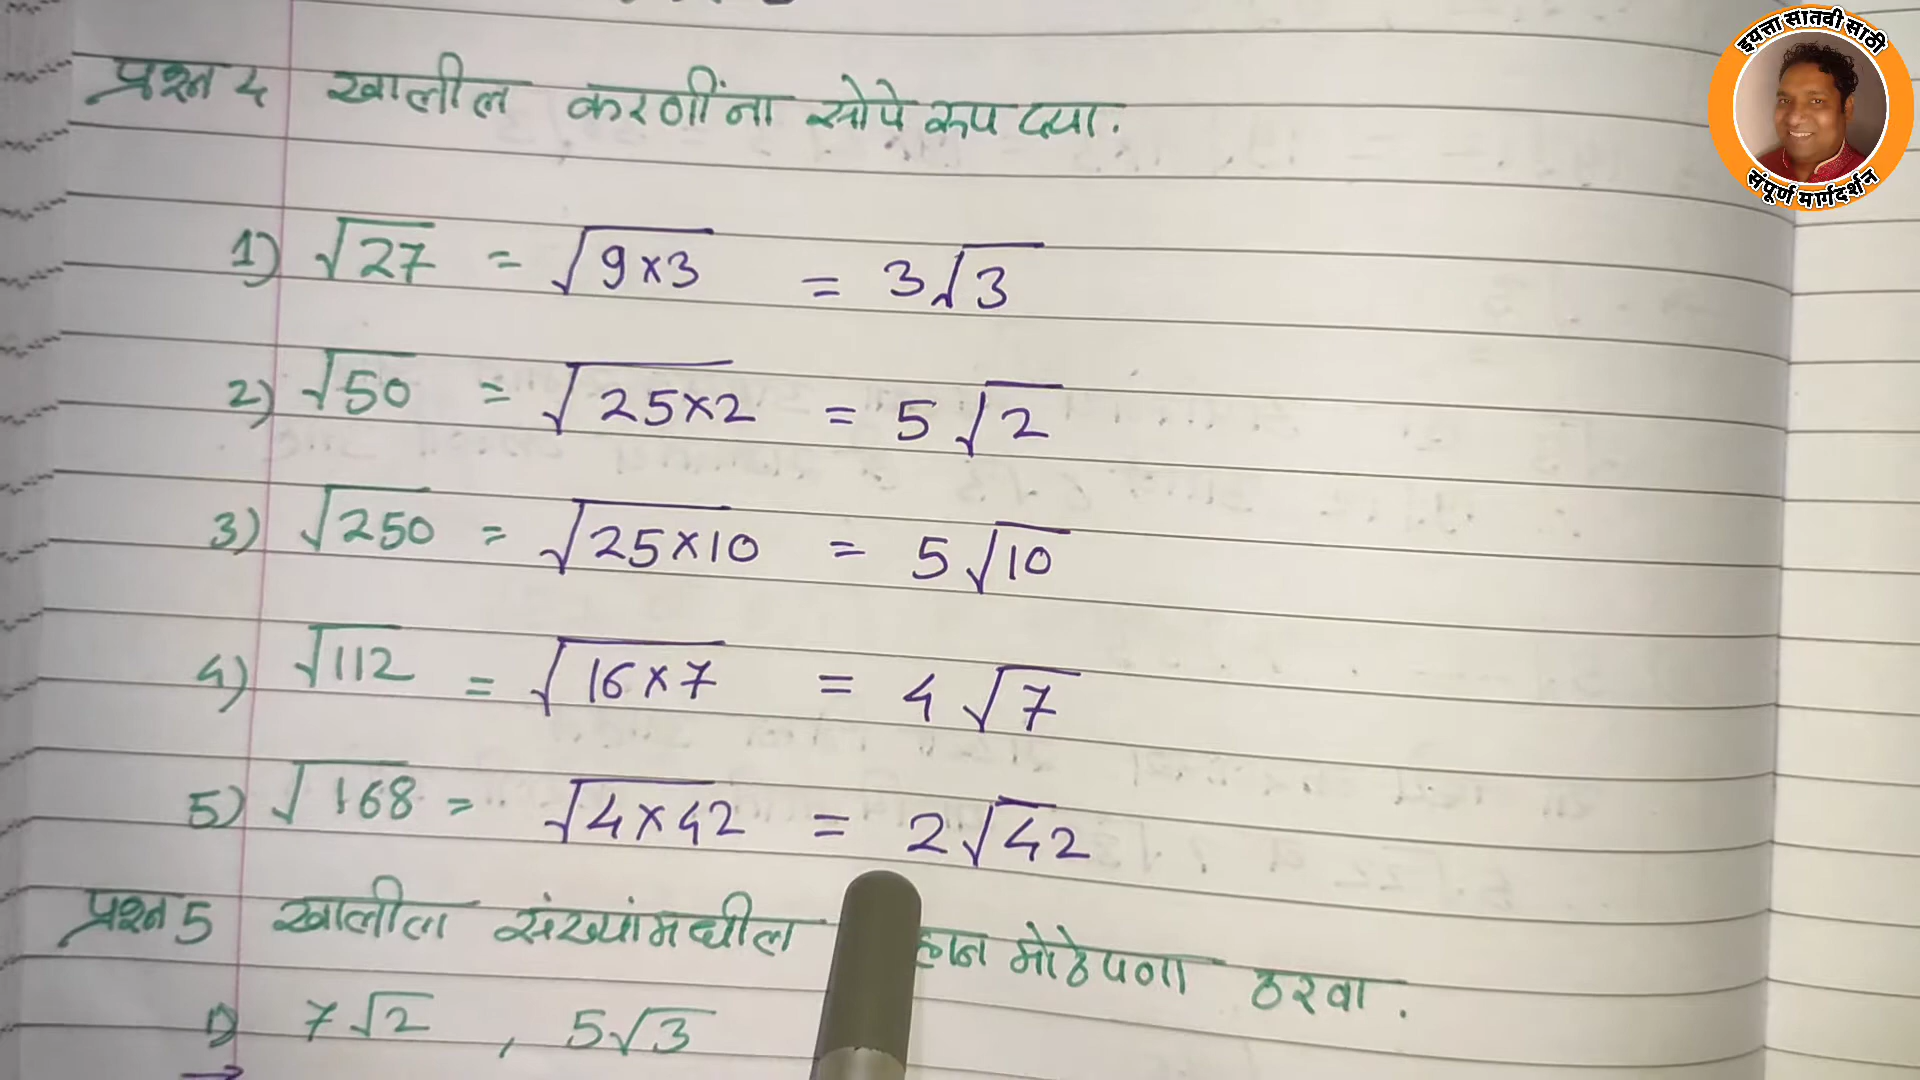 इयत्ता सातवी साठी
संपूर्ण मार्गदर्शन
प्रश्न 4 खालील करणींना सोपे रूप द्या.
1) √27 = √9×3 = 3√3
2) √50 = √25×2 = 5√2
3) √250 = √25×10 = 5√10
4) √112 = √16×7 = 4√7
5) √168 = √4×42 = 2√42
प्रश्न 5 खालील संख्यांमधील हान मोठेपणा ठरवा.
1) 7√2 , 5√3
→